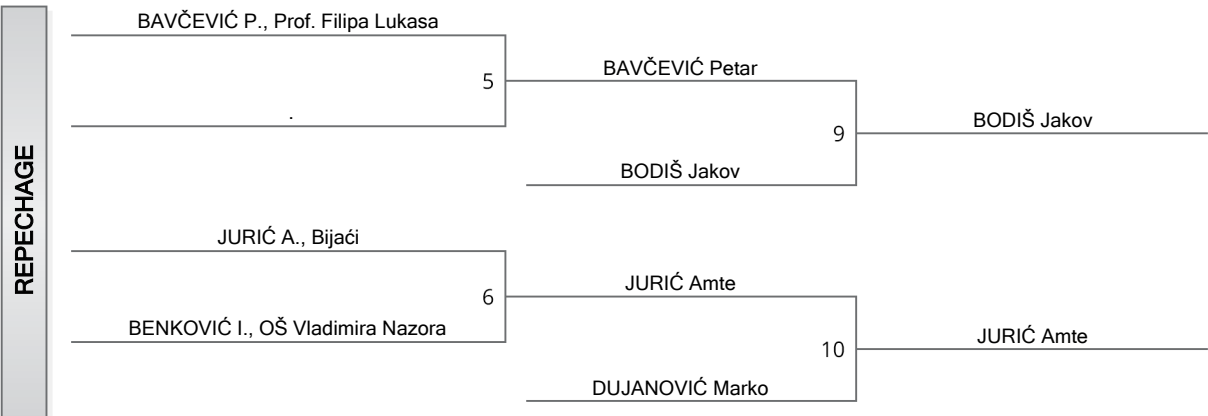 REPECHAGE
BAVČEVIĆ P., Prof. Filipa Lukasa
5
.
BAVČEVIĆ Petar
9
BODIŠ Jakov
BODIŠ Jakov
JURIĆ A., Bijaći
6
BENKOVIĆ I., OŠ Vladimira Nazora
JURIĆ Amte
10
DUJANOVIĆ Marko
JURIĆ Amte